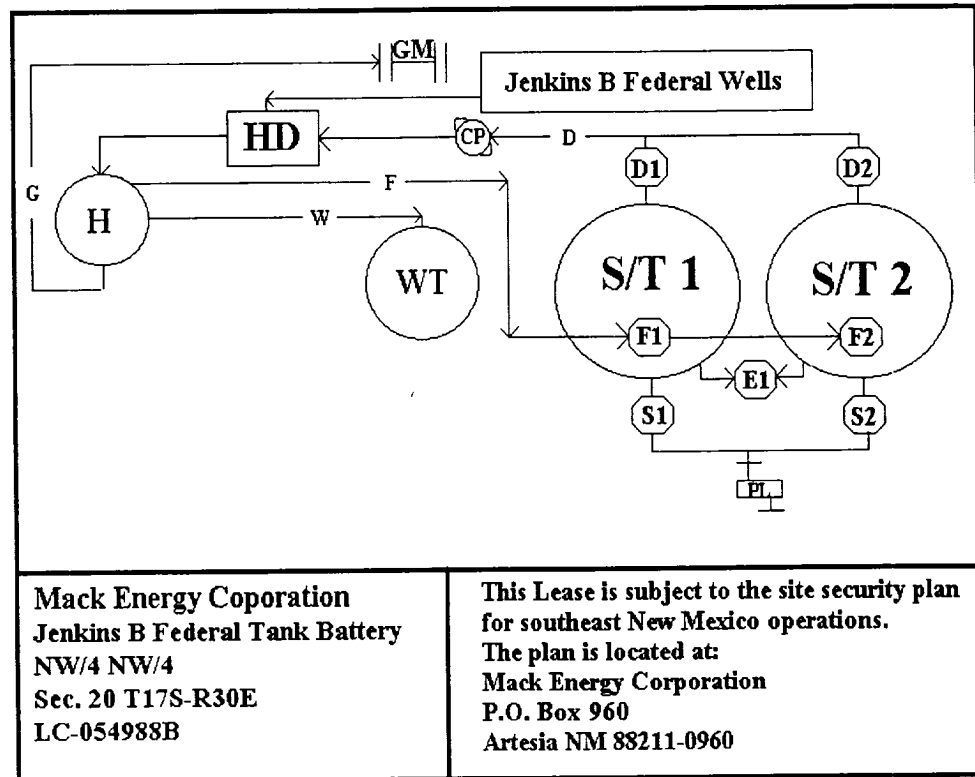 GM
Jenkins B Federal Wells
HD
CP
D
D1
D2
G
F
H
W
WT
S/T 1
S/T 2
F1
F2
E1
S1
S2
PL
Mack Energy Coporation
Jenkins B Federal Tank Battery
NW/4 NW/4
Sec. 20 T17S-R30E
LC-054988B
This Lease is subject to the site security plan
for southeast New Mexico operations.
The plan is located at:
Mack Energy Corporation
P.O. Box 960
Artesia NM 88211-0960